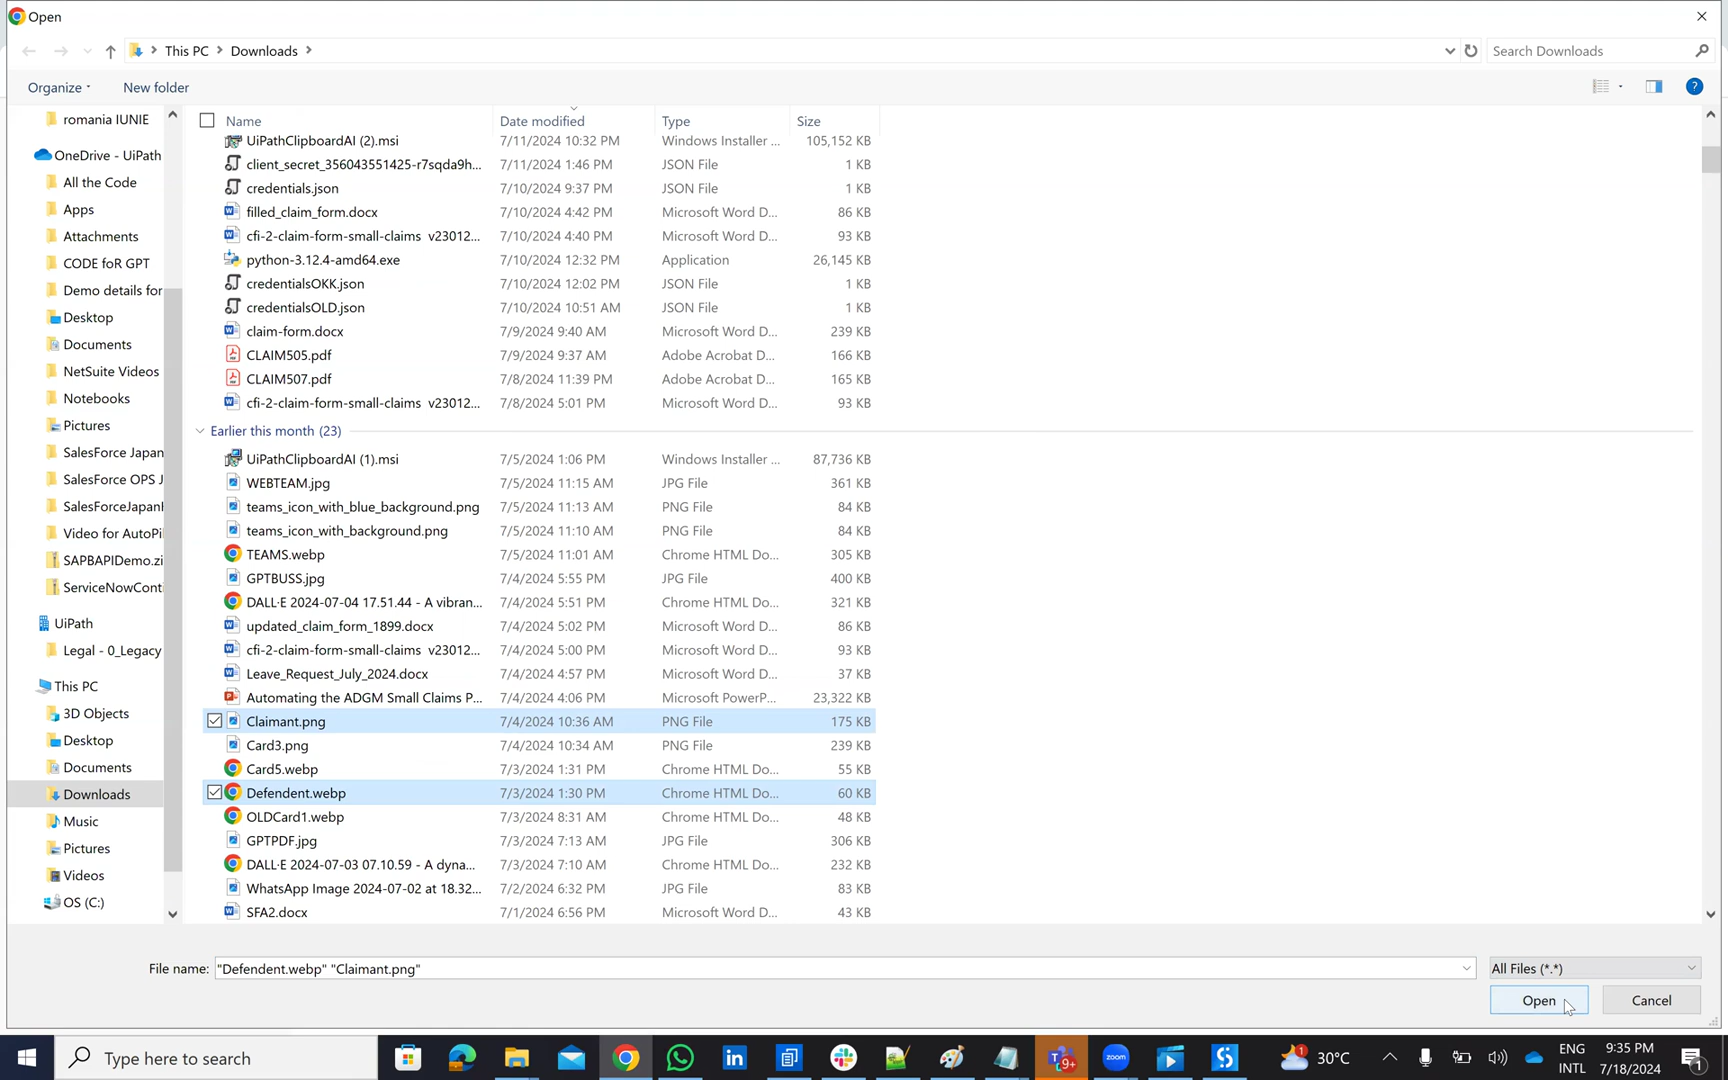 Open
This PC > Downloads >
Search Downloads
Organize
New folder
romania IUNIE
OneDrive - UiPath
All the Code
Apps
Attachments
CODE foR GPT
Demo details for
Desktop
Documents
NetSuite Videos
Notebooks
Pictures
SalesForce Japan
SalesForce OPS J
SalesForceJapanI
Video for AutoPi
SAPBAPIDemo.zi
ServiceNowConti
UiPath
Legal - 0_Legacy
This PC
3D Objects
Desktop
Documents
Downloads
Music
Pictures
Videos
OS (C:)
Name Date modified Type Size
UiPathClipboardAI (2).msi 7/11/2024 10:32 PM Windows Installer ... 105,152 KB
client_secret_356043551425-r7sqda9h... 7/11/2024 1:46 PM JSON File 1 KB
credentials.json 7/10/2024 9:37 PM JSON File 1 KB
filled_claim_form.docx 7/10/2024 4:42 PM Microsoft Word D... 86 KB
cfi-2-claim-form-small-claims v23012... 7/10/2024 4:40 PM Microsoft Word D... 93 KB
python-3.12.4-amd64.exe 7/10/2024 12:32 PM Application 26,145 KB
credentialsOKK.json 7/10/2024 12:02 PM JSON File 1 KB
credentialsOLD.json 7/10/2024 10:51 AM JSON File 1 KB
claim-form.docx 7/9/2024 9:40 AM Microsoft Word D... 239 KB
CLAIM505.pdf 7/9/2024 9:37 AM Adobe Acrobat D... 166 KB
CLAIM507.pdf 7/8/2024 11:39 PM Adobe Acrobat D... 165 KB
cfi-2-claim-form-small-claims v23012... 7/8/2024 5:01 PM Microsoft Word D... 93 KB
Earlier this month (23)
UiPathClipboardAI (1).msi 7/5/2024 1:06 PM Windows Installer ... 87,736 KB
WEBTEAM.jpg 7/5/2024 11:15 AM JPG File 361 KB
teams_icon_with_blue_background.png 7/5/2024 11:13 AM PNG File 84 KB
teams_icon_with_background.png 7/5/2024 11:10 AM PNG File 84 KB
TEAMS.webp 7/5/2024 11:01 AM Chrome HTML Do... 305 KB
GPTBUSS.jpg 7/4/2024 5:55 PM JPG File 400 KB
DALL·E 2024-07-04 17.51.44 - A vibran... 7/4/2024 5:51 PM Chrome HTML Do... 321 KB
updated_claim_form_1899.docx 7/4/2024 5:02 PM Microsoft Word D... 86 KB
cfi-2-claim-form-small-claims v23012... 7/4/2024 5:00 PM Microsoft Word D... 93 KB
Leave_Request_July_2024.docx 7/4/2024 4:57 PM Microsoft Word D... 37 KB
Automating the ADGM Small Claims P... 7/4/2024 4:06 PM Microsoft PowerP... 23,322 KB
Claimant.png 7/4/2024 10:36 AM PNG File 175 KB
Card3.png 7/4/2024 10:34 AM PNG File 239 KB
Card5.webp 7/3/2024 1:31 PM Chrome HTML Do... 55 KB
Defendent.webp 7/3/2024 1:30 PM Chrome HTML Do... 60 KB
OLDCard1.webp 7/3/2024 8:31 AM Chrome HTML Do... 48 KB
GPTPDF.jpg 7/3/2024 7:13 AM JPG File 306 KB
DALL·E 2024-07-03 07.10.59 - A dyna... 7/3/2024 7:10 AM Chrome HTML Do... 232 KB
WhatsApp Image 2024-07-02 at 18.32... 7/2/2024 6:32 PM JPG File 83 KB
SFA2.docx 7/1/2024 6:56 PM Microsoft Word D... 43 KB
File name: "Defendent.webp" "Claimant.png"
All Files (*.*)
Open
Cancel
Type here to search
zoom
9+
30°C
ENG
INTL
9:35 PM
7/18/2024
1